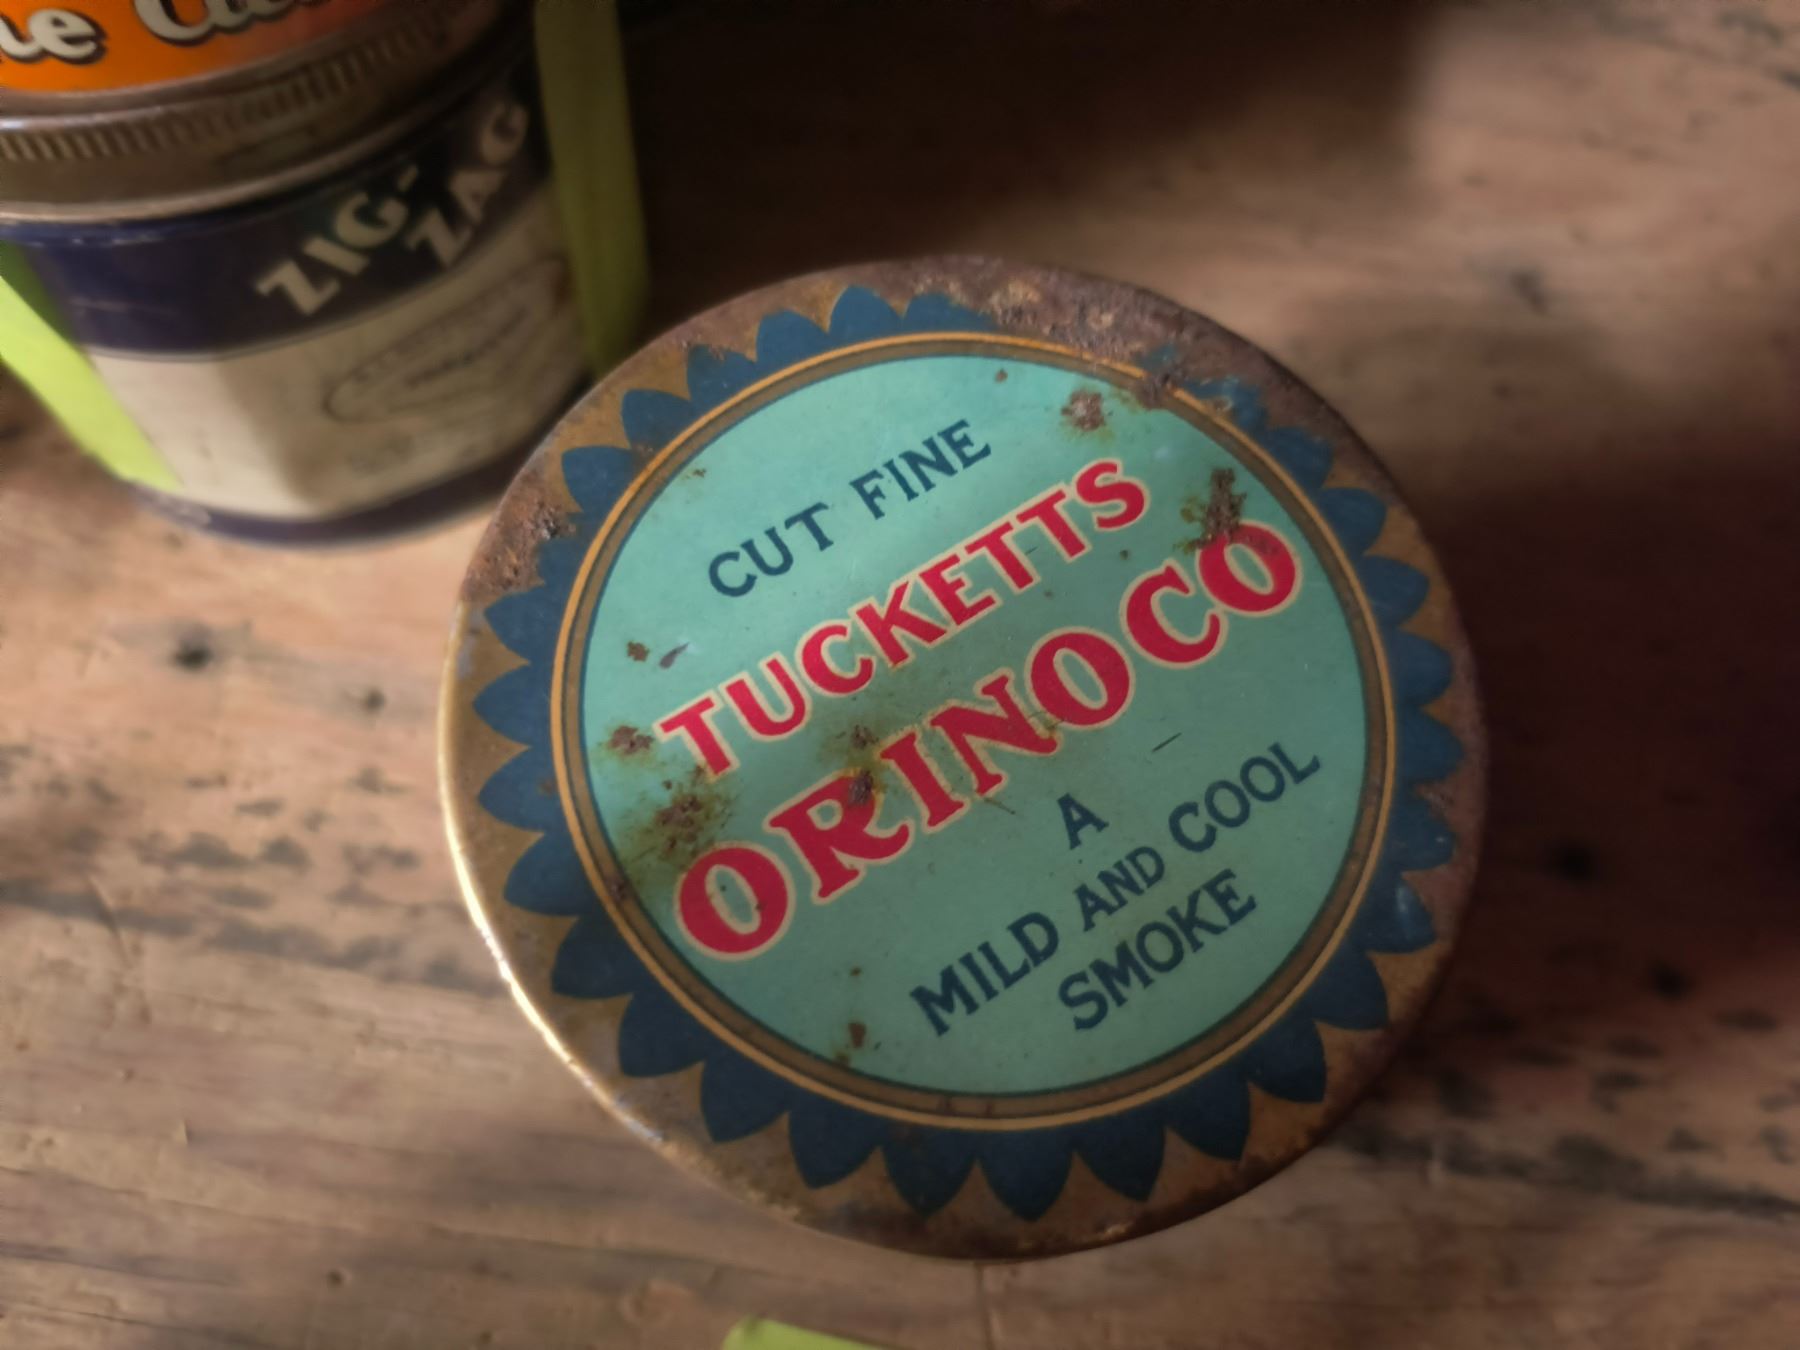 ZIG-
ZAG
CUT FINE
TUCKETTS
ORINOCO
A
MILD AND COOL
SMOKE